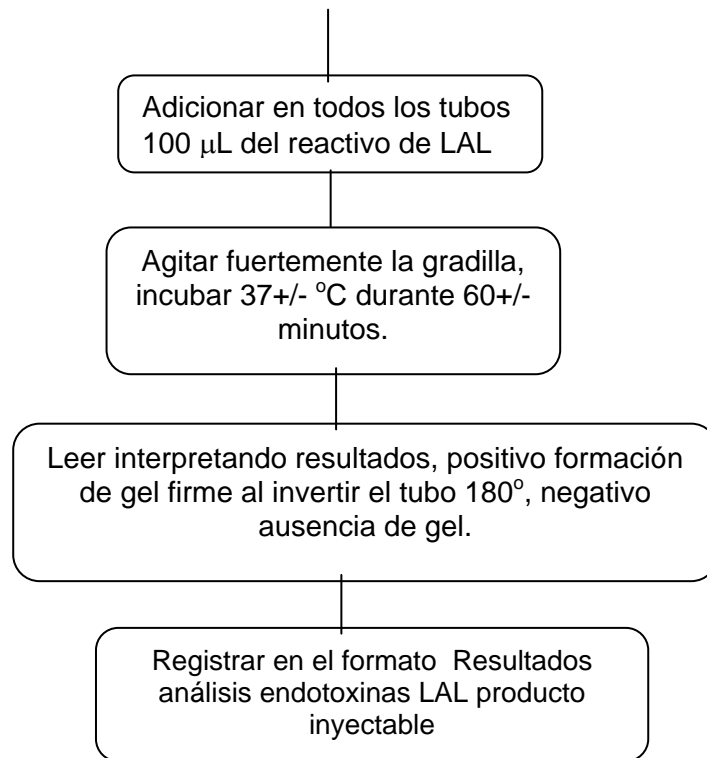 Adicionar en todos los tubos
100 μL del reactivo de LAL
Agitar fuertemente la gradilla,
incubar 37+/- °C durante 60+/-
minutos.
Leer interpretando resultados, positivo formación
de gel firme al invertir el tubo 180°, negativo
ausencia de gel.
Registrar en el formato Resultados
análisis endotoxinas LAL producto
inyectable